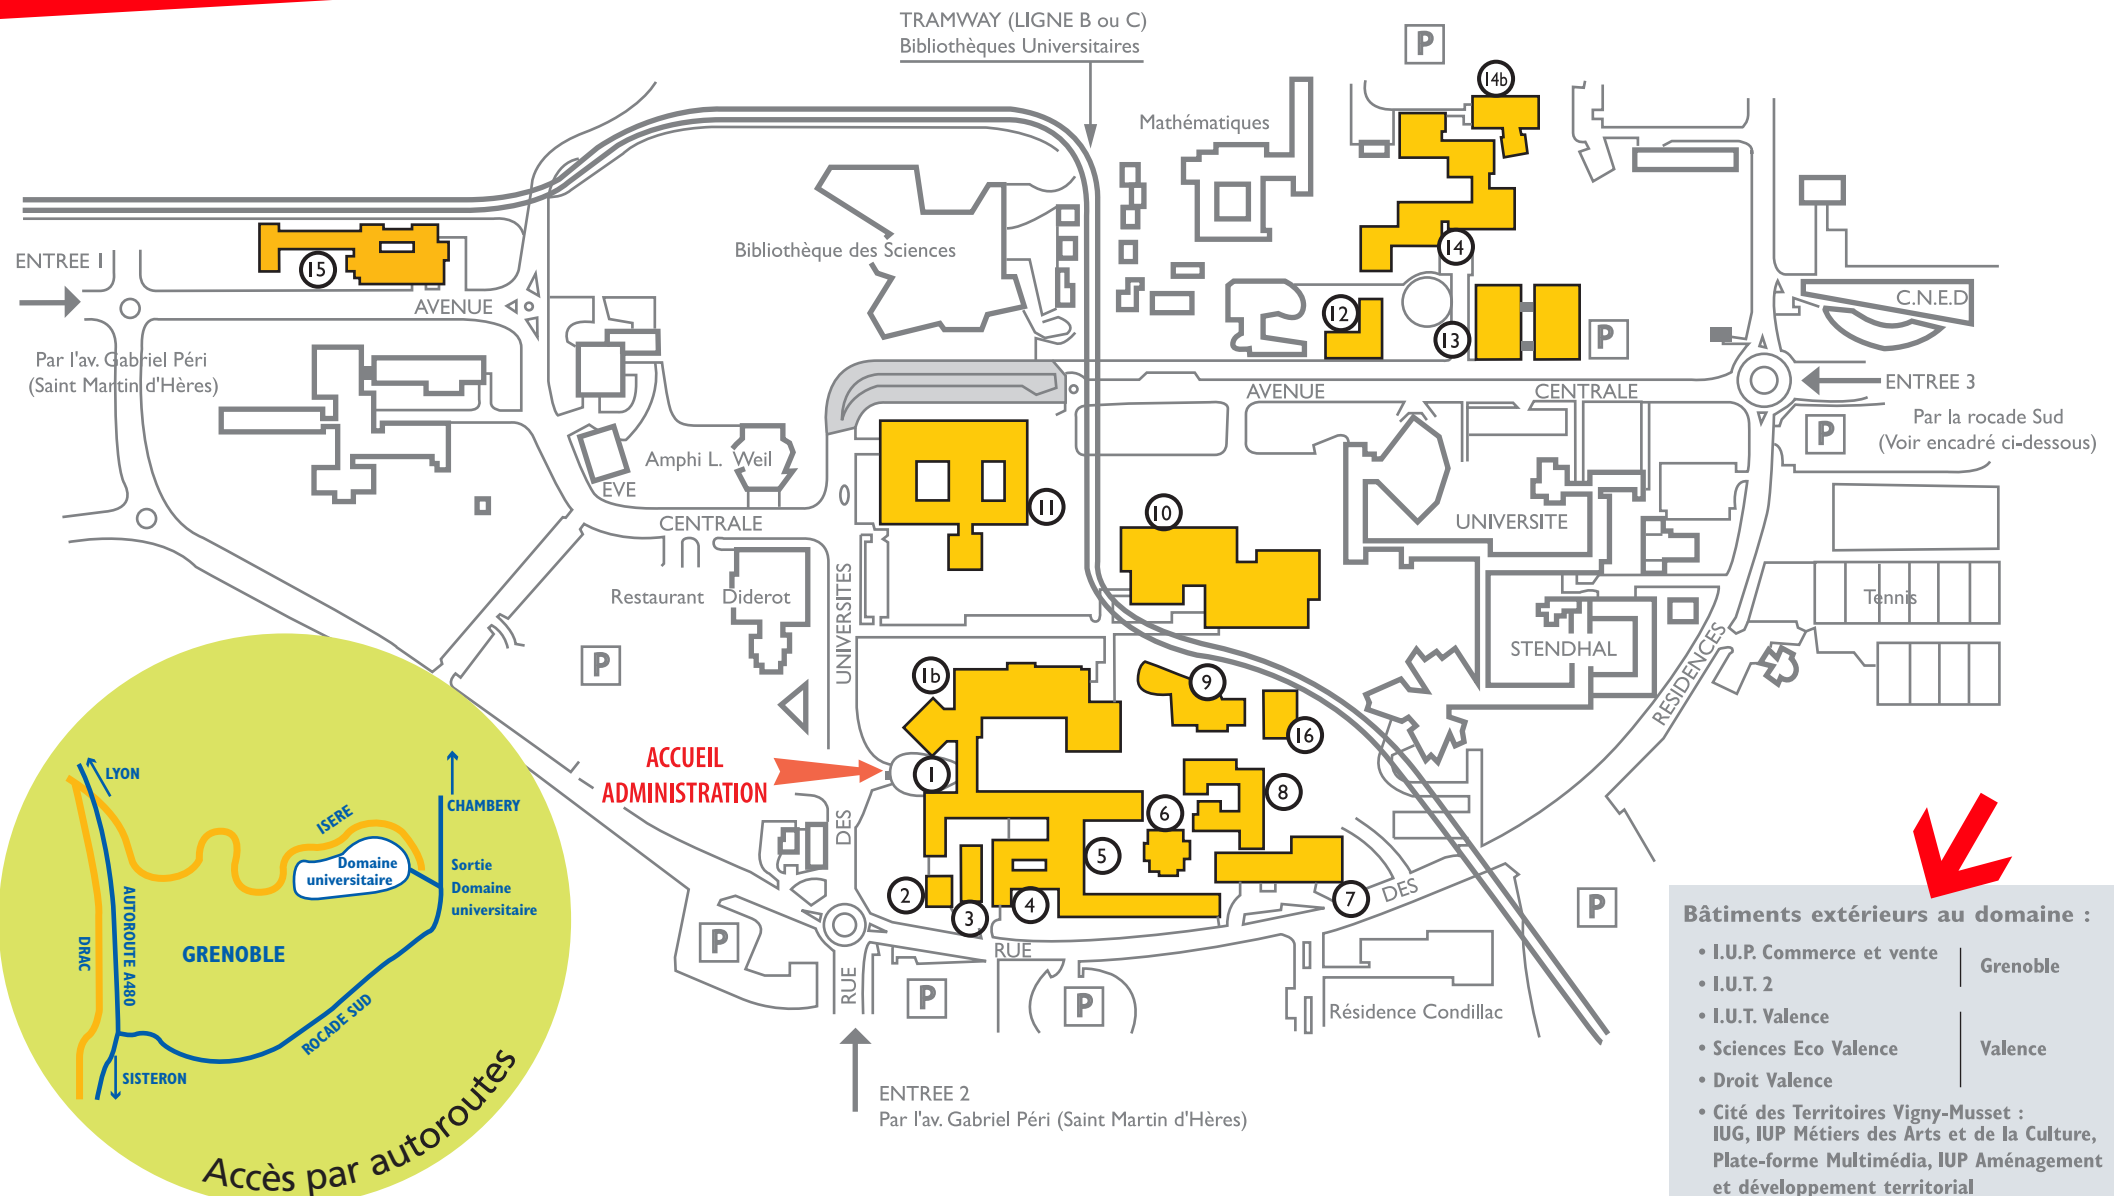 TRAMWAY (LIGNE B ou C)
Bibliothèques Universitaires
P
14b
Mathématiques
Bibliothèque des Sciences
14
ENTREE 1
15
AVENUE
12
13
P
C.N.E.D
Par l'av. Gabriel Péri
(Saint Martin d'Hères)
AVENUE
CENTRALE
ENTREE 3
Par la rocade Sud
(Voir encadré ci-dessous)
P
Amphi L. Weil
EVE
11
10
CENTRALE
UNIVERSITE
Restaurant Diderot
UNIVERSITES
Tennis
P
STENDHAL
RESIDENCES
1b
9
16
ACCUEIL
ADMINISTRATION
1
8
6
5
DES
2
3
4
7
DES
P
P
RUE
RUE
P
P
Résidence Condillac
ENTREE 2
Par l'av. Gabriel Péri (Saint Martin d'Hères)
LYON
CHAMBERY
ISERE
Domaine
universitaire
Sortie
Domaine
universitaire
AUTOROUTE A480
DRAC
GRENOBLE
ROCADE SUD
SISTERON
Accès par autoroutes
Bâtiments extérieurs au domaine :
• I.U.P. Commerce et vente
• I.U.T. 2
Grenoble
• I.U.T. Valence
• Sciences Eco Valence
• Droit Valence
Valence
• Cité des Territoires Vigny-Musset :
IUG, IUP Métiers des Arts et de la Culture,
Plate-forme Multimédia, IUP Aménagement
et développement territorial